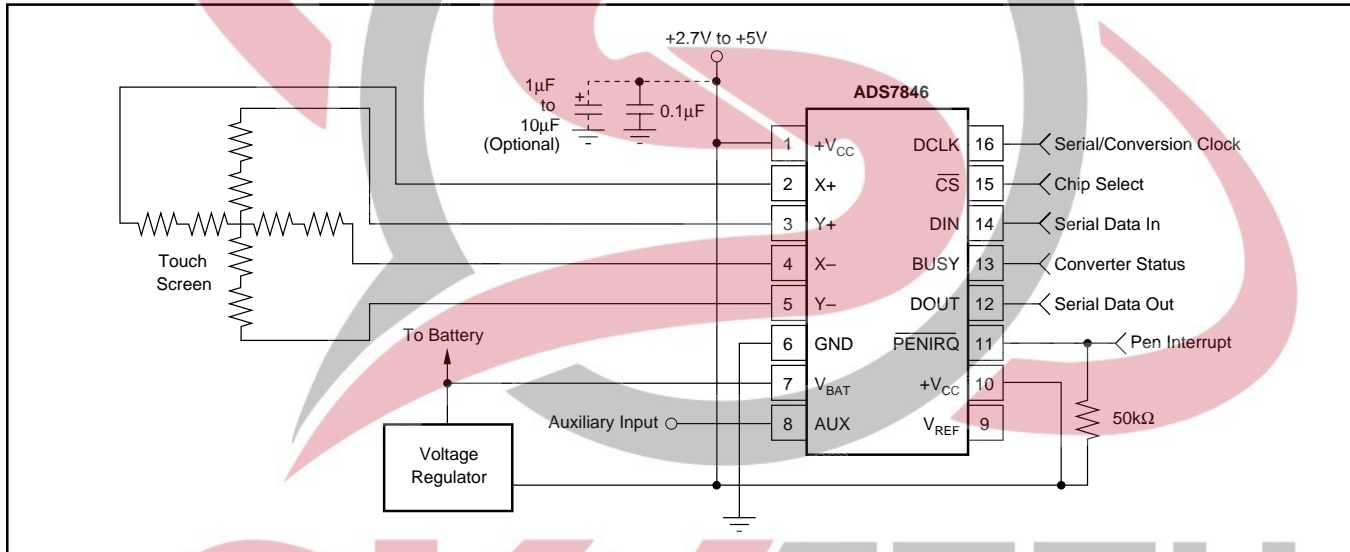 +2.7V to +5V
1µF
to
10µF
(Optional)
0.1µF
ADS7846
1 +VCC DCLK 16 Serial/Conversion Clock
2 X+ CS 15 Chip Select
3 Y+ DIN 14 Serial Data In
4 X– BUSY 13 Converter Status
5 Y– DOUT 12 Serial Data Out
6 GND PENIRQ 11 Pen Interrupt
7 VBAT +VCC 10
8 AUX VREF 9
Touch
Screen
To Battery
Auxiliary Input
50kΩ
Voltage
Regulator